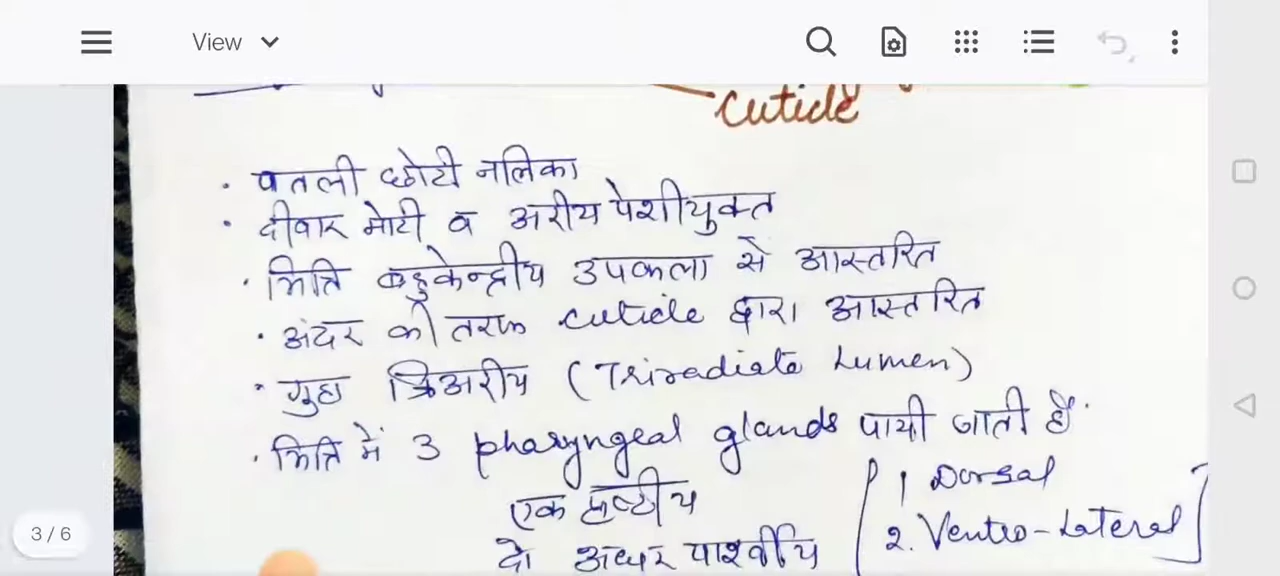 View
cuticle
• पतली छोटी नलिका
• दीवार मोटी व अरीय पेशीयुक्त
• भित्ति बहुकेन्द्रीय उपकला से आस्तरित
• अंदर की तरफ cuticle द्वारा आस्तरित
• गुहा त्रिअरीय (Triradiate Lumen)
• भित्ति में 3 pharyngeal glands पायी जाती हैं.
एक पृष्ठीय [ 1 Dorsal
दो अधर पार्श्वीय 2. Ventro-Lateral ]
3 / 6